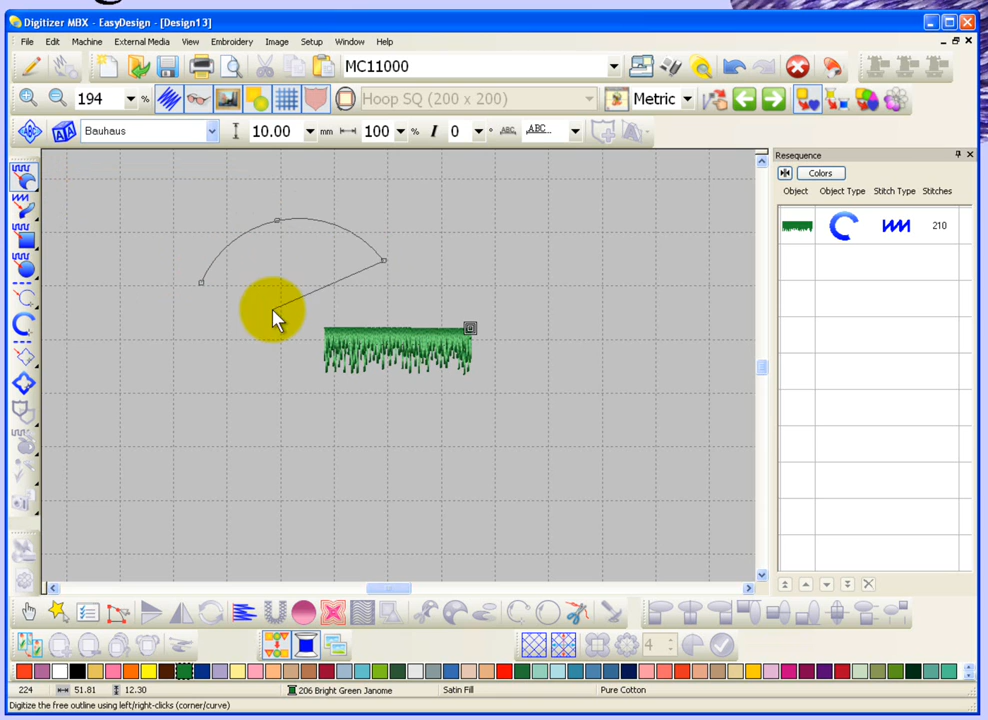 Digitizer MBX - EasyDesign - [Design13]
File Edit Machine External Media View Embroidery Image Setup Window Help
MC11000
194 % Hoop SQ (200 x 200) Metric
Bauhaus 10.00 mm 100 % I 0 ABC ABC...
Resequence
Colors
Object Object Type Stitch Type Stitches
210
4
224 51.81 12.30 206 Bright Green Janome Satin Fill Pure Cotton
Digitize the free outline using left/right-clicks (corner/curve)